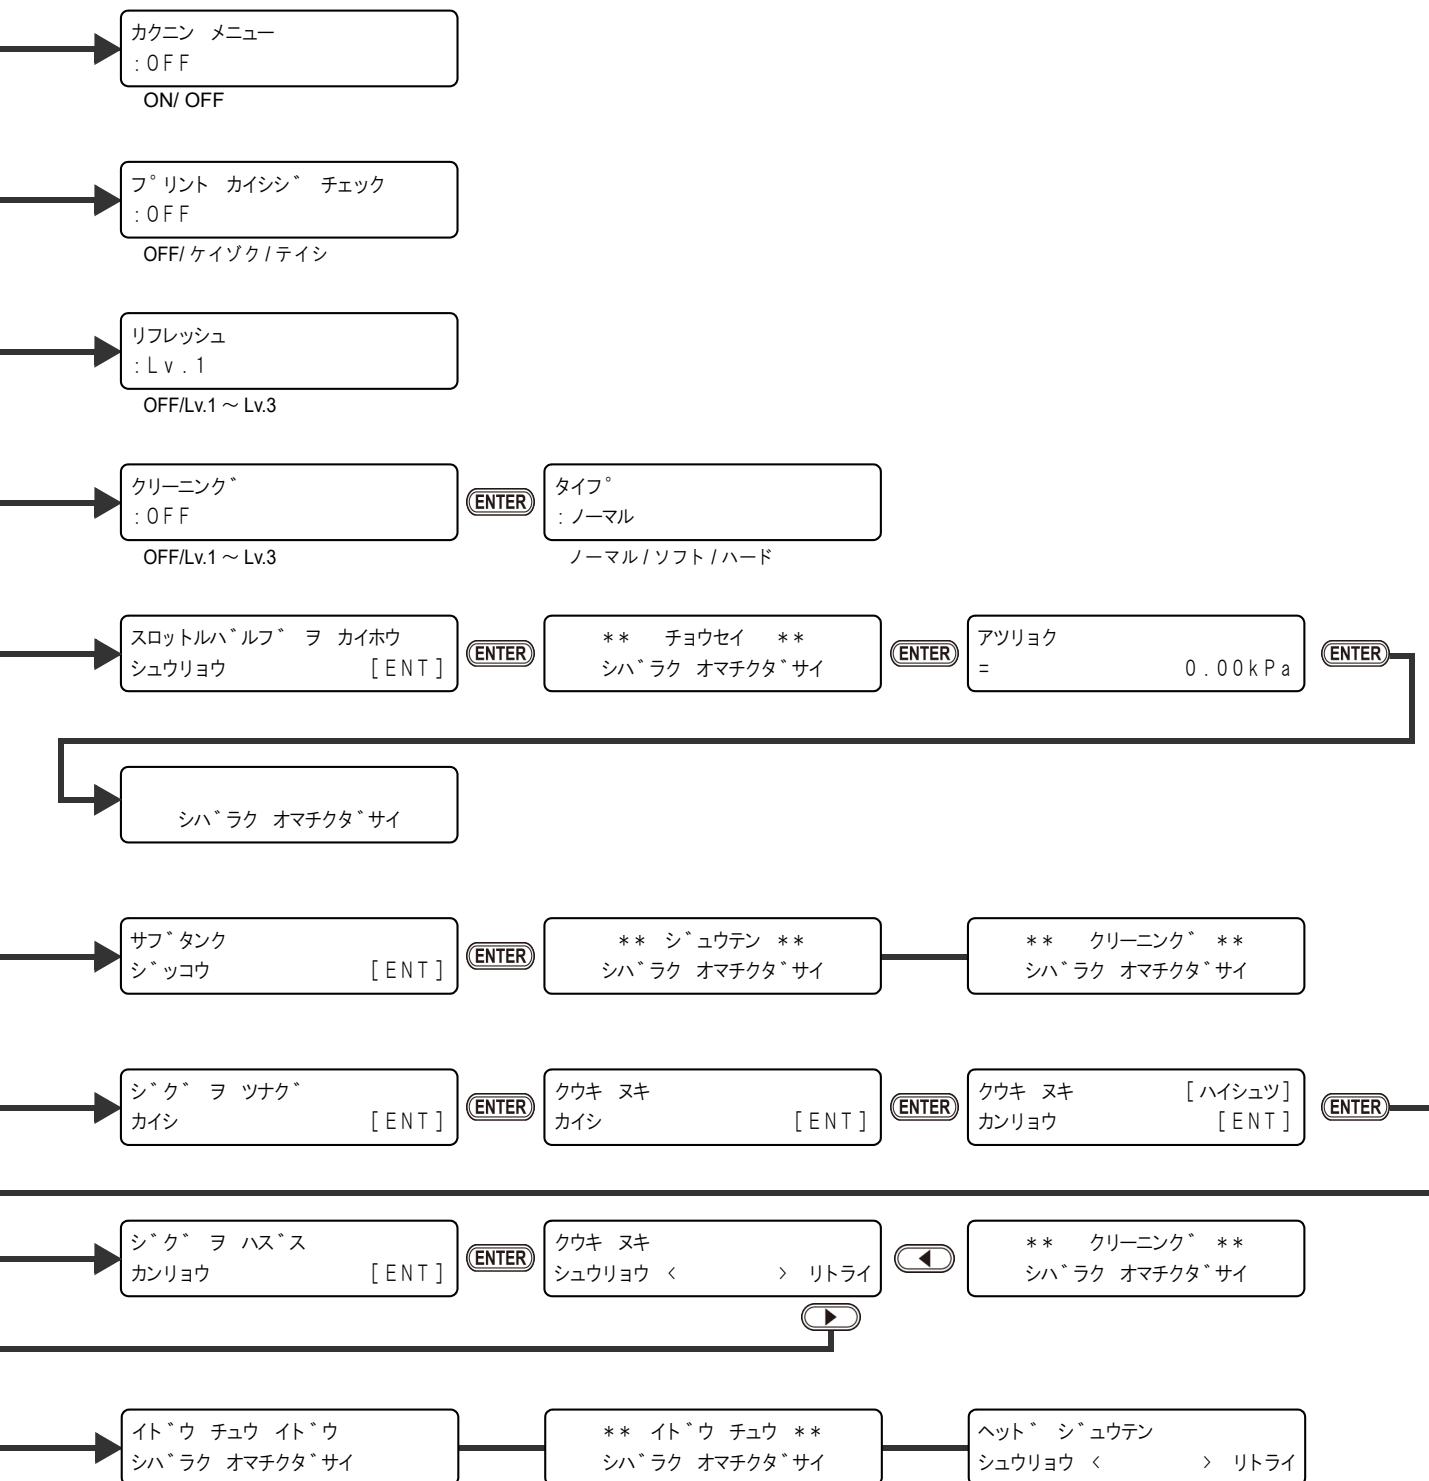 カクニン メニュー
:OFF
ON/ OFF
フ゜リント カイシシ゛ チェック
:OFF
OFF/ ケイゾク / テイシ
リフレッシュ
:Lv.1
OFF/Lv.1 ～ Lv.3
クリーニンク゛
:OFF
ENTER
タイフ゜
:ノーマル
OFF/Lv.1 ～ Lv.3
ノーマル / ソフト / ハード
スロットルハ゛ルフ゛ ヲ カイホウ
シュウリョウ [ENT]
ENTER
** チョウセイ **
シハ゛ラク オマチクタ゛サイ
ENTER
アツリョク
= 0.00kPa
ENTER
シハ゛ラク オマチクタ゛サイ
サフ゛タンク
シ゛ッコウ [ENT]
ENTER
** シ゛ュウテン **
シハ゛ラク オマチクタ゛サイ
** クリーニンク゛ **
シハ゛ラク オマチクタ゛サイ
シ゛ク゛ ヲ ツナク゛
カイシ [ENT]
ENTER
クウキ ヌキ
カイシ [ENT]
ENTER
クウキ ヌキ [ハイシュツ]
カンリョウ [ENT]
ENTER
シ゛ク゛ ヲ ハス゛ス
カンリョウ [ENT]
ENTER
クウキ ヌキ
シュウリョウ < > リトライ
** クリーニンク゛ **
シハ゛ラク オマチクタ゛サイ
イト゛ウ チュウ イト゛ウ
シハ゛ラク オマチクタ゛サイ
** イト゛ウ チュウ **
シハ゛ラク オマチクタ゛サイ
ヘット゛ シ゛ュウテン
シュウリョウ < > リトライ